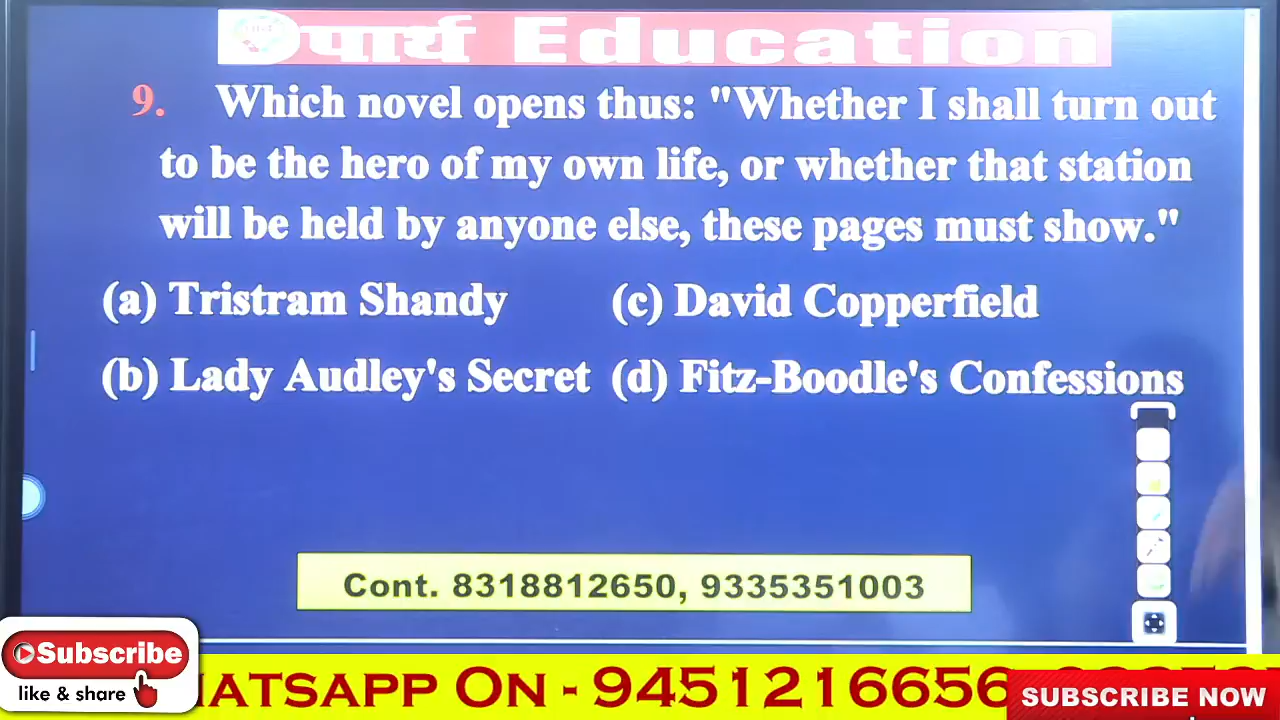 पार्य Education
9. Which novel opens thus: "Whether I shall turn out
to be the hero of my own life, or whether that station
will be held by anyone else, these pages must show."
(a) Tristram Shandy (c) David Copperfield
(b) Lady Audley's Secret (d) Fitz-Boodle's Confessions
Cont. 8318812650, 9335351003
Subscribe
like & share
HATSAPP ON - 9451216656
SUBSCRIBE NOW